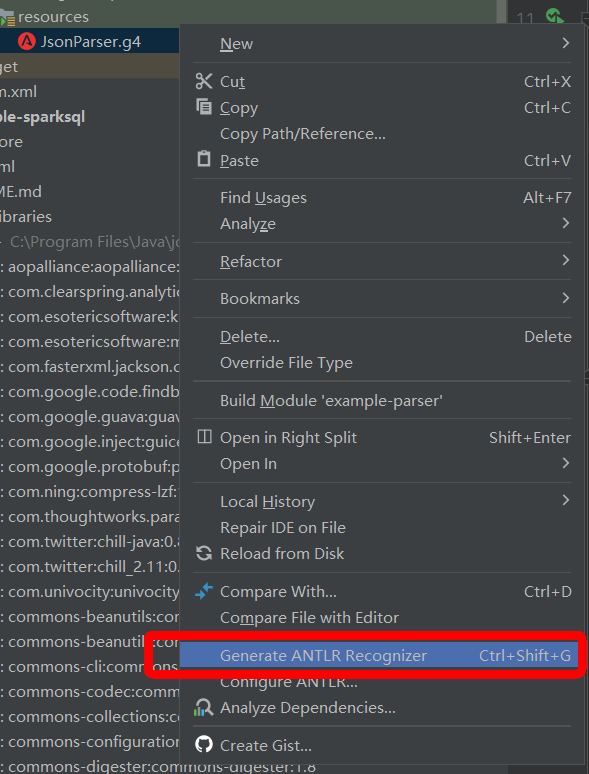 resources
11
JsonParser.g4
get
m.xml
ple-sparksql
ore
ml
ME.md
ibraries
C:\Program Files\Java\jd
: aopalliance:aopalliance:
: com.clearspring.analytic
: com.esotericsoftware:k
: com.esotericsoftware:m
: com.fasterxml.jackson.c
: com.google.code.findb
: com.google.guava:guav
: com.google.inject:guice
: com.google.protobuf:p
: com.ning:compress-lzf:
: com.thoughtworks.para
: com.twitter:chill-java:0.8
: com.twitter:chill_2.11:0.
: com.univocity:univocity
: commons-beanutils:com
: commons-beanutils:cor
: commons-cli:commons
: commons-codec:comm
: commons-collections:c
: commons-configuration
: commons-digester:commons-digester:1.8
New
Cut Ctrl+X
Copy Ctrl+C
Copy Path/Reference...
Paste Ctrl+V
Find Usages Alt+F7
Analyze
Refactor
Bookmarks
Delete... Delete
Override File Type
Build Module 'example-parser'
Open in Right Split Shift+Enter
Open In
Local History
Repair IDE on File
Reload from Disk
Compare With... Ctrl+D
Compare File with Editor
Generate ANTLR Recognizer Ctrl+Shift+G
Configure ANTLR...
Analyze Dependencies...
Create Gist...